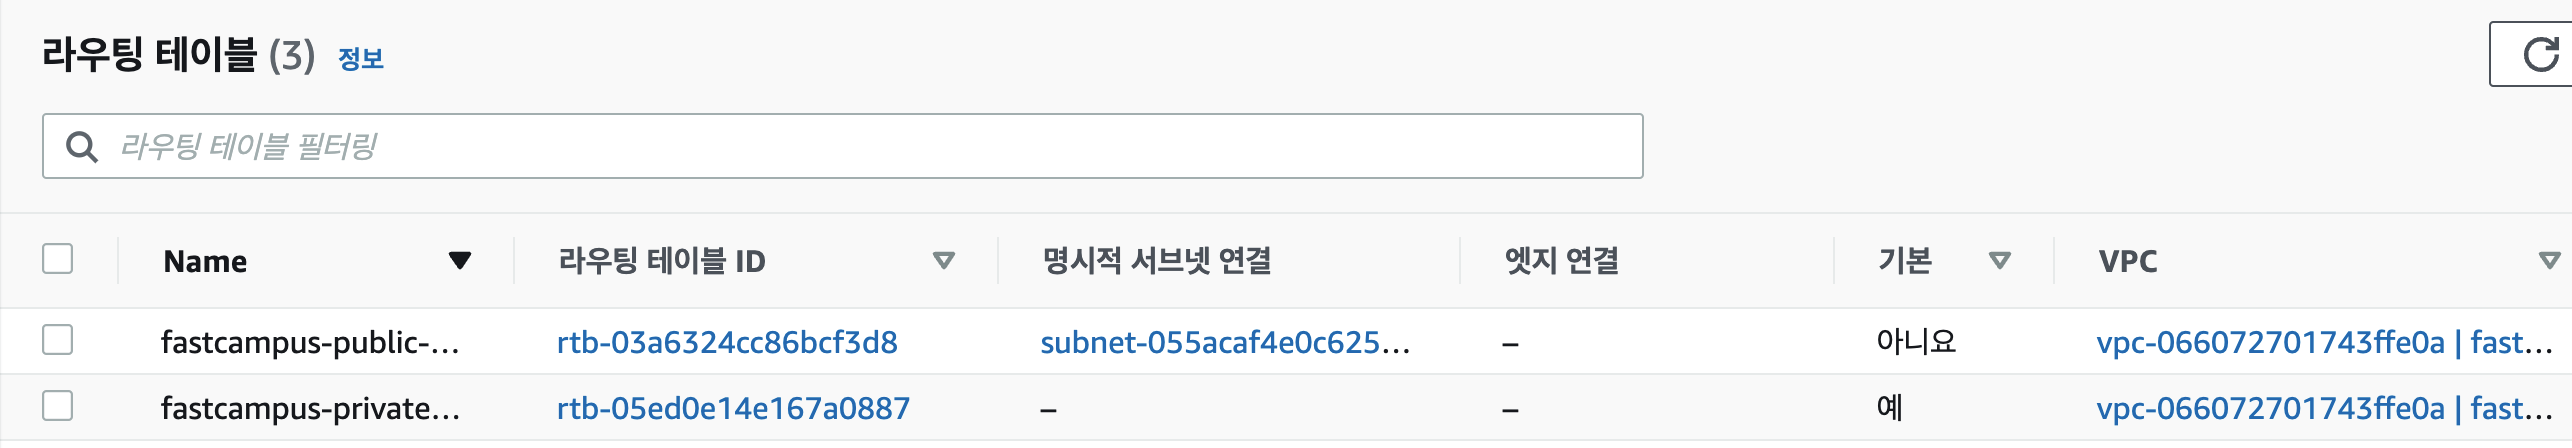 라우팅 테이블 (3) 정보
라우팅 테이블 필터링
Name 라우팅 테이블 ID 명시적 서브넷 연결 엣지 연결 기본 VPC
fastcampus-public-... rtb-03a6324cc86bcf3d8 subnet-055acaf4e0c625... – 아니요 vpc-066072701743ffe0a | fast...
fastcampus-private... rtb-05ed0e14e167a0887 – – 예 vpc-066072701743ffe0a | fast...